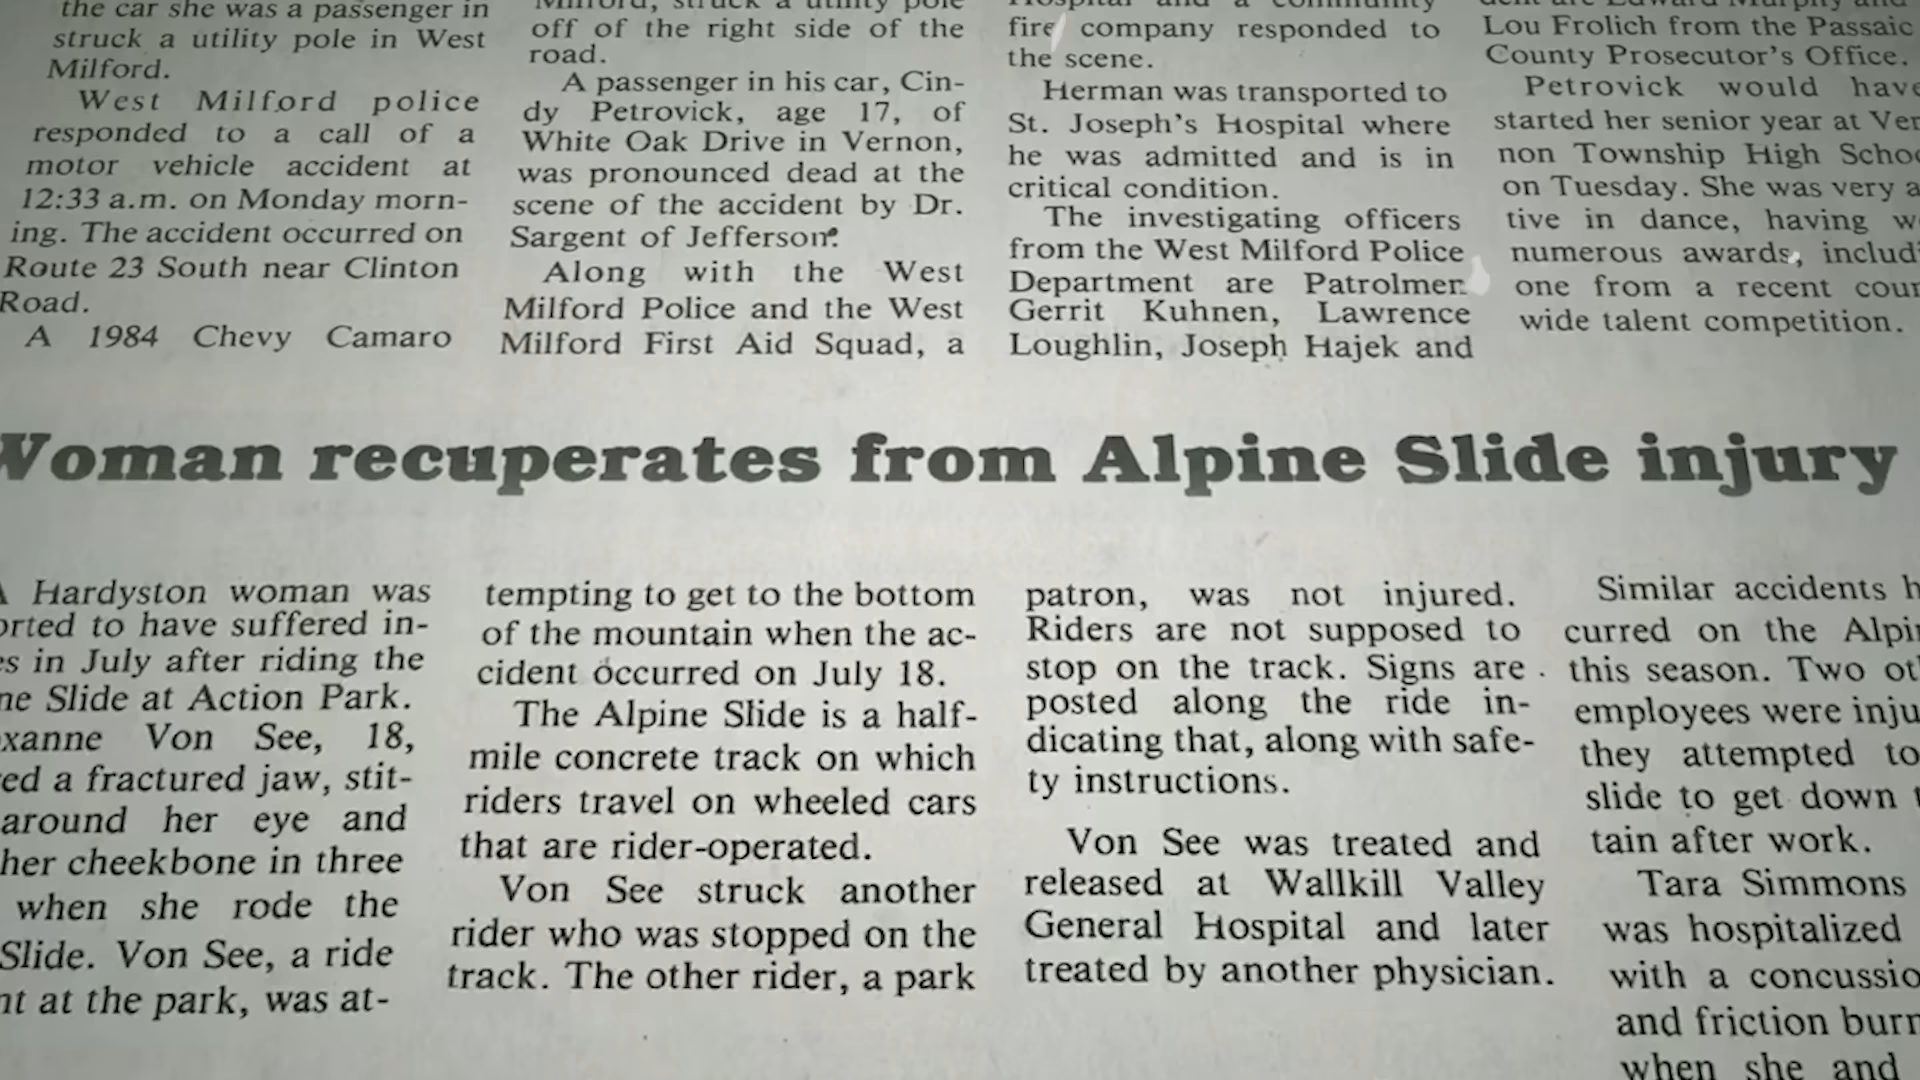 the car she was a passenger in
struck a utility pole in West
Milford.
West Milford police
responded to a call of a
motor vehicle accident at
12:33 a.m. on Monday morn-
ing. The accident occurred on
Route 23 South near Clinton
Road.
A 1984 Chevy Camaro
Milford, struck a utility pole
off of the right side of the
road.
A passenger in his car, Cin-
dy Petrovick, age 17, of
White Oak Drive in Vernon,
was pronounced dead at the
scene of the accident by Dr.
Sargent of Jefferson.
Along with the West
Milford Police and the West
Milford First Aid Squad, a
Hospital and a community
fire company responded to
the scene.
Herman was transported to
St. Joseph's Hospital where
he was admitted and is in
critical condition.
The investigating officers
from the West Milford Police
Department are Patrolmen
Gerrit Kuhnen, Lawrence
Loughlin, Joseph Hajek and
dent are Edward Murphy and
Lou Frolich from the Passaic
County Prosecutor's Office.
Petrovick would have
started her senior year at Ver
non Township High Schoo
on Tuesday. She was very a
tive in dance, having w
numerous awards, includi
one from a recent coun
wide talent competition.
Woman recuperates from Alpine Slide injury
A Hardyston woman was
orted to have suffered in-
es in July after riding the
ne Slide at Action Park.
xanne Von See, 18,
ed a fractured jaw, stit-
around her eye and
her cheekbone in three
when she rode the
Slide. Von See, a ride
nt at the park, was at-
tempting to get to the bottom
of the mountain when the ac-
cident occurred on July 18.
The Alpine Slide is a half-
mile concrete track on which
riders travel on wheeled cars
that are rider-operated.
Von See struck another
rider who was stopped on the
track. The other rider, a park
patron, was not injured.
Riders are not supposed to
stop on the track. Signs are
posted along the ride in-
dicating that, along with safe-
ty instructions.
Von See was treated and
released at Wallkill Valley
General Hospital and later
treated by another physician.
Similar accidents h
curred on the Alpin
this season. Two ot
employees were inju
they attempted to
slide to get down t
tain after work.
Tara Simmons
was hospitalized
with a concussio
and friction burn
when she and